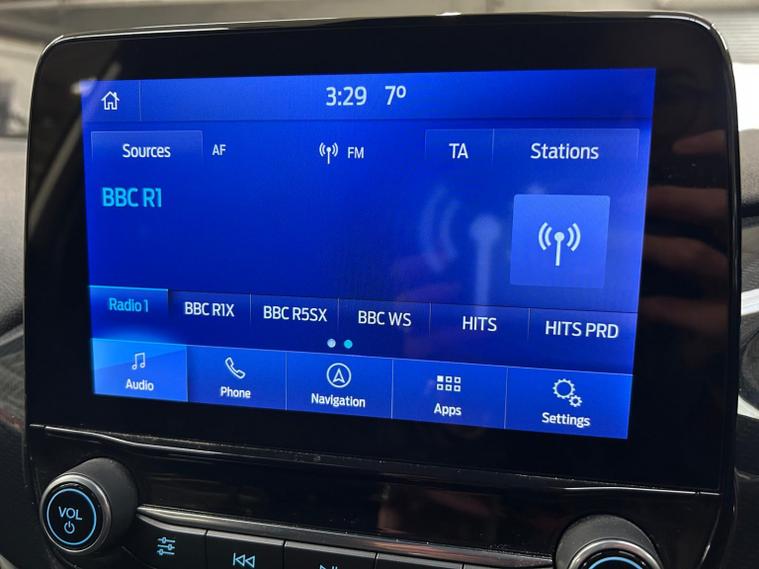 3:29 7º
Sources AF FM TA Stations
BBC R1
Radio 1 BBC R1X BBC R5SX BBC WS HITS HITS PRD
Audio Phone Navigation Apps Settings
VOL